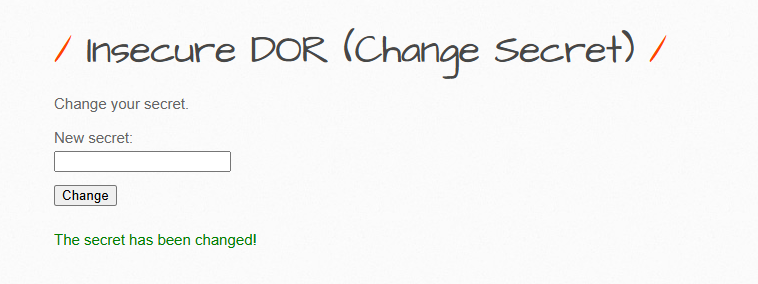 / Insecure DOR (Change Secret) /
Change your secret.
New secret:
Change
The secret has been changed!